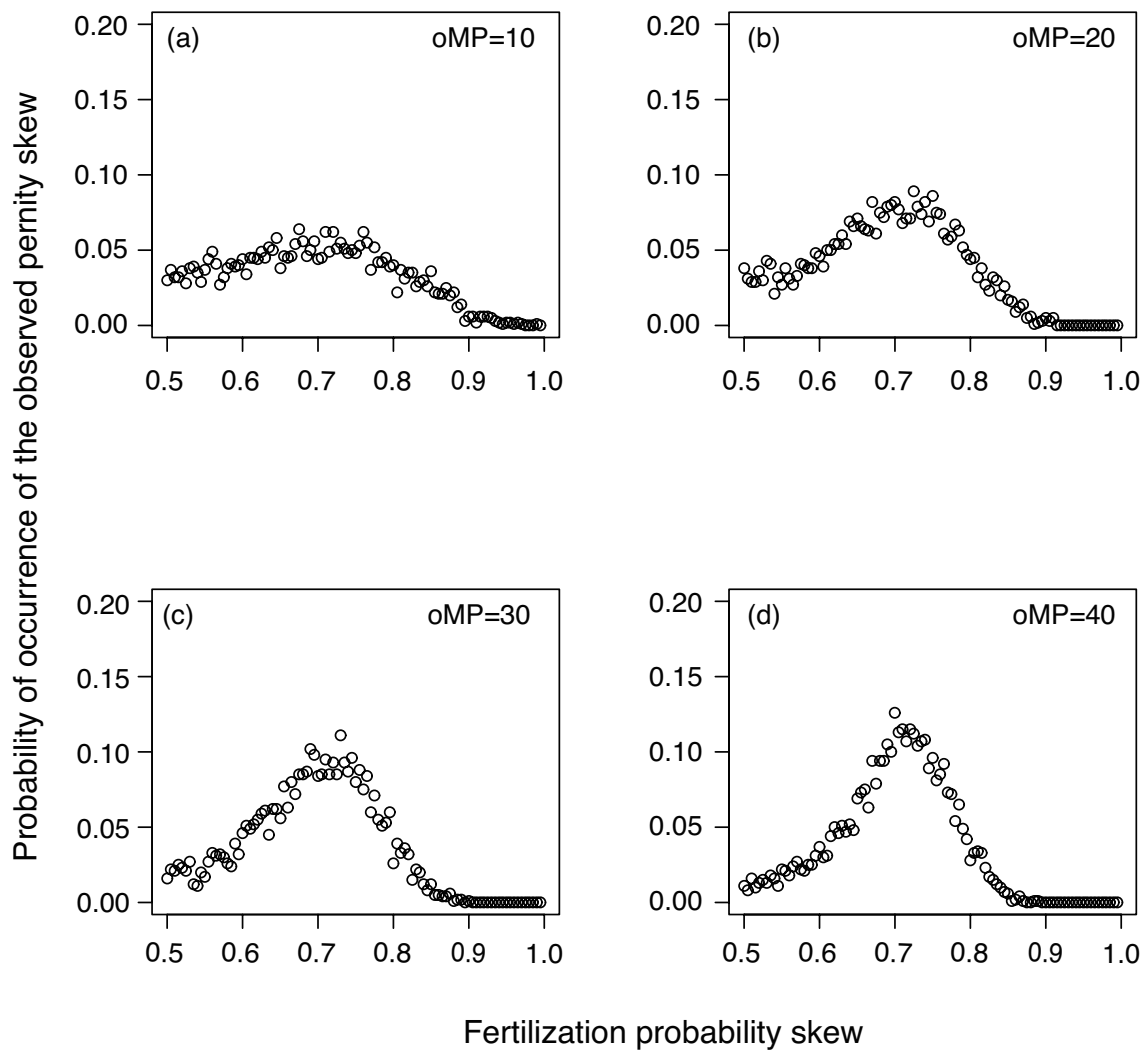 Probability of occurrence of the observed pernity skew
(a) oMP=10
0.20
0.15
0.10
0.05
0.00
0.5 0.6 0.7 0.8 0.9 1.0
(b) oMP=20
0.20
0.15
0.10
0.05
0.00
0.5 0.6 0.7 0.8 0.9 1.0
(c) oMP=30
0.20
0.15
0.10
0.05
0.00
0.5 0.6 0.7 0.8 0.9 1.0
(d) oMP=40
0.20
0.15
0.10
0.05
0.00
0.5 0.6 0.7 0.8 0.9 1.0
Fertilization probability skew